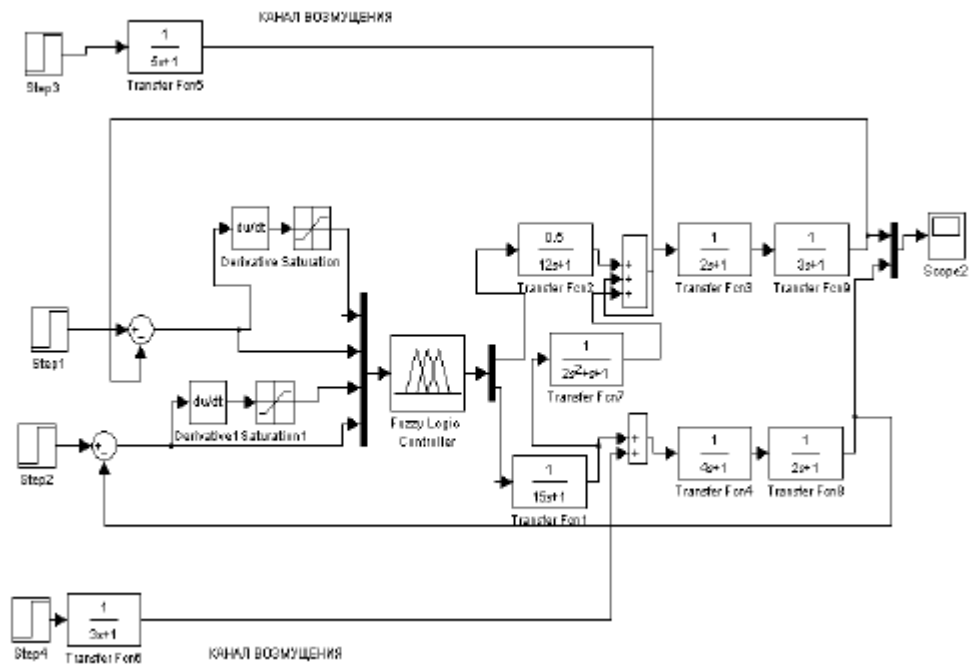 КАНАЛ ВОЗМУЩЕНИЯ
Step3
1
5s+1
Transfer Fcn5
du/dt
Derivative
Saturation
0.5
12s+1
Transfer Fcn2
+
+
+
1
2s+1
Transfer Fcn3
1
3s+1
Transfer Fcn9
Scope2
Step1
+
-
Fuzzy Logic
Controller
1
2s²+s+1
Transfer Fcn7
du/dt
Derivative1
Saturation1
Step2
+
-
1
15s+1
Transfer Fcn1
+
+
1
4s+1
Transfer Fcn4
1
2s+1
Transfer Fcn8
Step4
1
3s+1
Transfer Fcn6
КАНАЛ ВОЗМУЩЕНИЯ